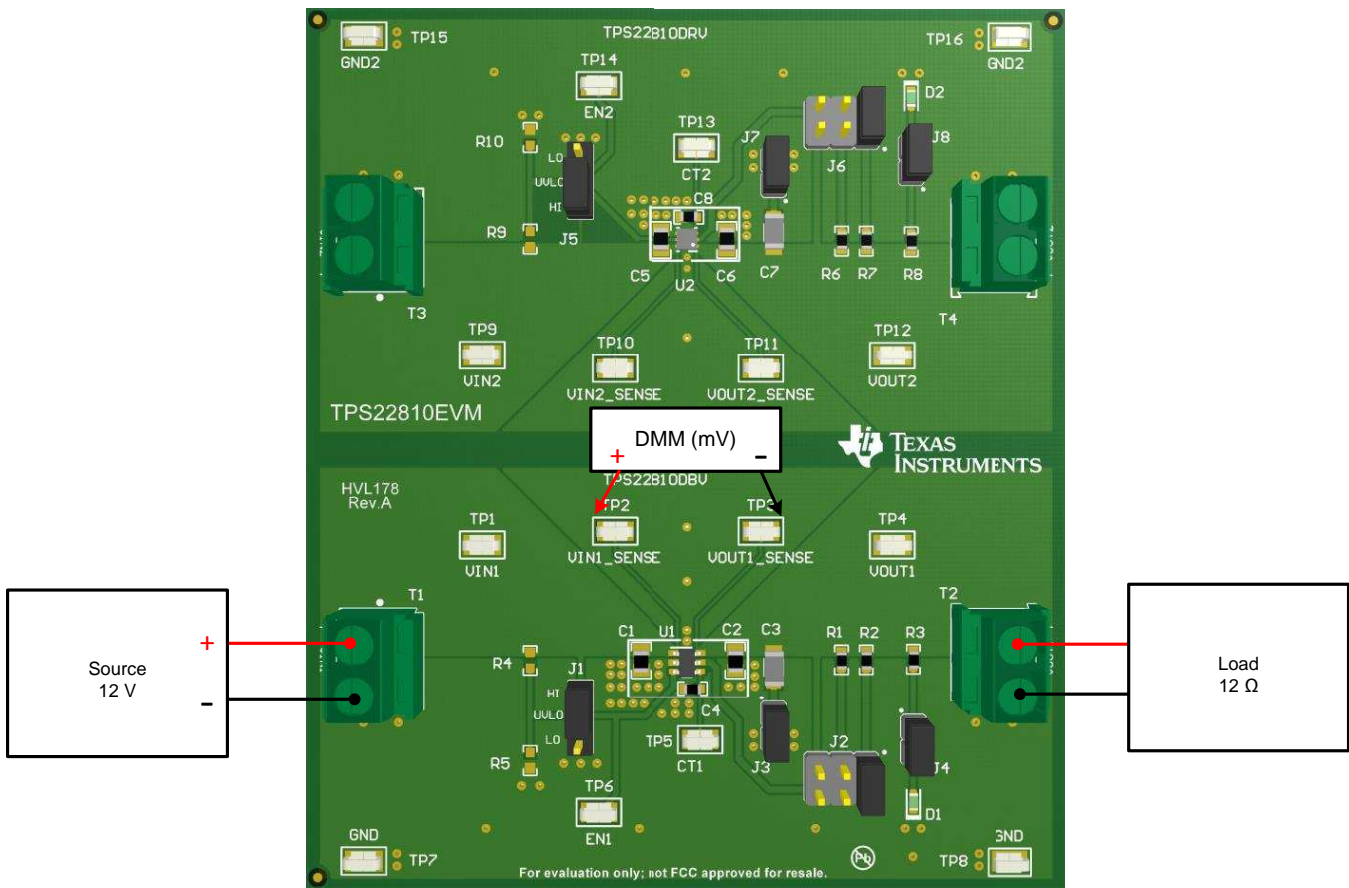 TPS22810DRV
TP15
GND2
TP16
GND2
TP14
EN2
D2
TP13
CT2
J7
J8
R10
LO
UVLO
HI
J6
C8
R9
J5
C5
C6
U2
C7
R6
R7
R8
T3
T4
TP9
VIN2
TP10
VIN2_SENSE
TP11
VOUT2_SENSE
TP12
VOUT2
TPS22810EVM
DMM (mV)
+
-
TEXAS
INSTRUMENTS
TPS22810DBV
HVL178
Rev.A
TP1
VIN1
TP2
VIN1_SENSE
TP3
VOUT1_SENSE
TP4
VOUT1
T1
T2
Source
12 V
+
-
Load
12 Ω
C1
U1
C2
C3
R1
R2
R3
R4
J1
HI
UVLO
LO
C4
TP5
CT1
J3
J2
J4
R5
TP6
EN1
D1
GND
TP7
Pb
GND
TP8
For evaluation only; not FCC approved for resale.